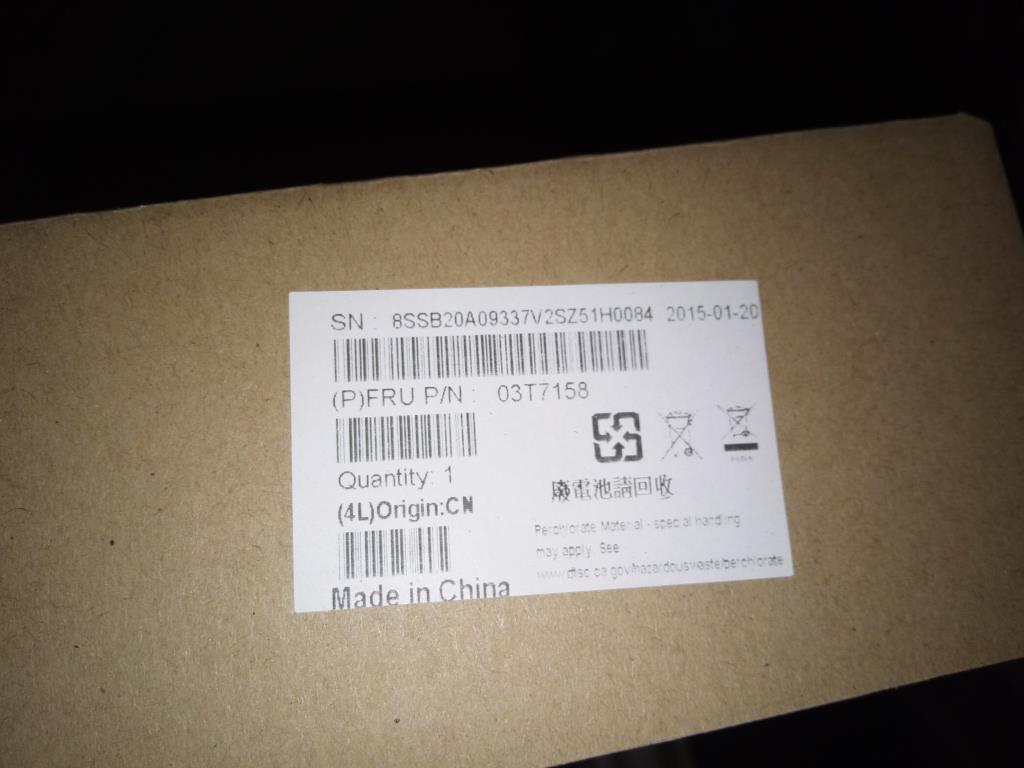 SN : 8SSB20A09337V2SZ51H0084 2015-01-20
(P)FRU P/N : 03T7158
Quantity: 1
廢電池請回收
(4L)Origin:CN
Perchlorate Material - special handling
may apply. See
www.dtsc.ca.gov/hazardouswaste/perchlorate
Made in China